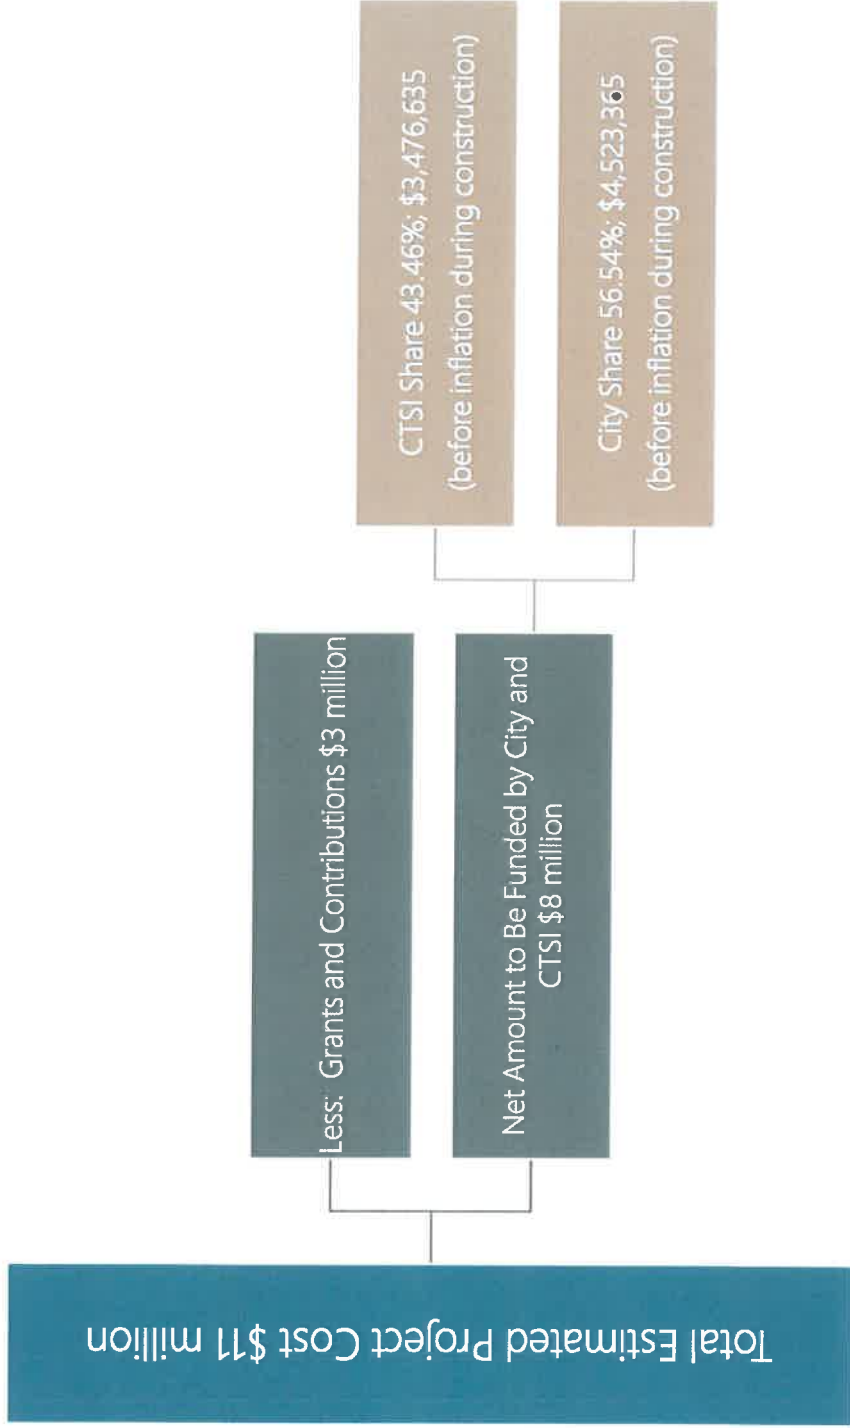 Total Estimated Project Cost $11 million
Less: Grants and Contributions $3 million
Net Amount to Be Funded by City and
CTSI $8 million
CTSI Share 43.46%; $3,476,635
(before inflation during construction)
City Share 56.54%; $4,523,365
(before inflation during construction)